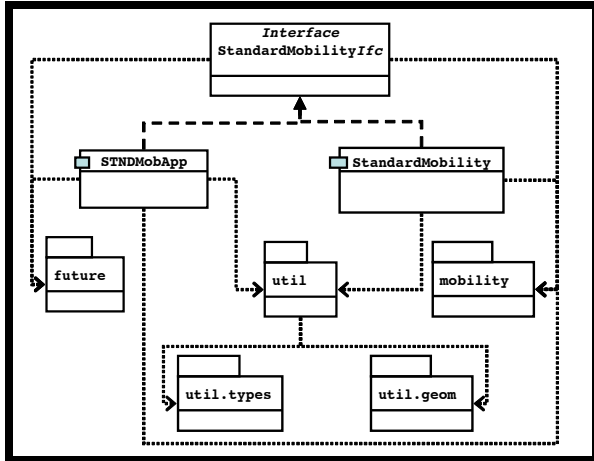 Interface
StandardMobilityIfc
STNDMobApp
StandardMobility
future
util
mobility
util.types
util.geom